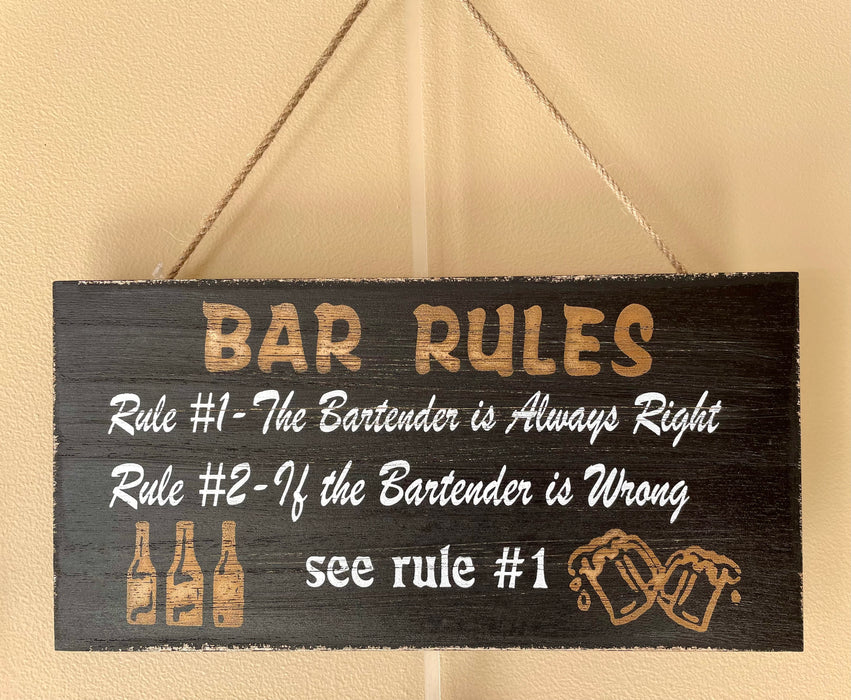 BAR RULES
Rule #1-The Bartender is Always Right
Rule #2-If the Bartender is Wrong
see rule #1